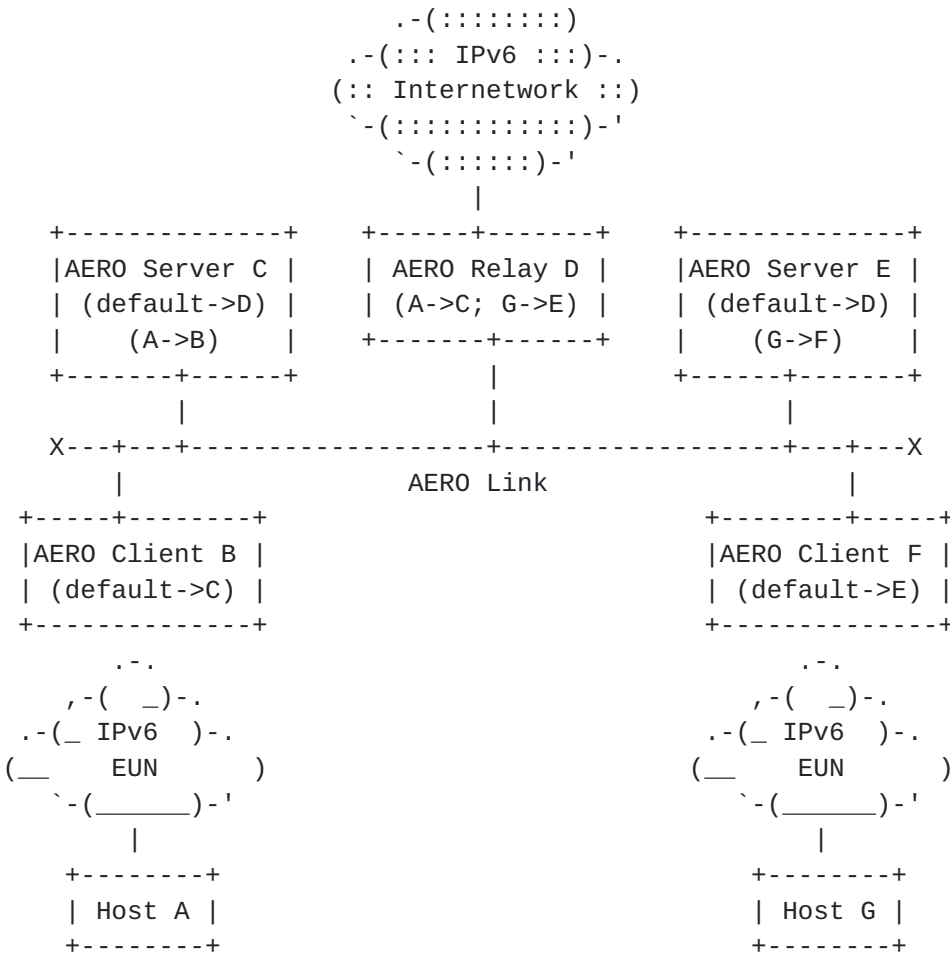 IPv6
Internetwork
AERO Server C    AERO Relay D    AERO Server E
(default->D)    (A->C; G->E)    (default->D)
(A->B)    (G->F)
X    X
AERO Link
AERO Client B    AERO Client F
(default->C)    (default->E)
IPv6    IPv6
EUN    EUN
Host A    Host G